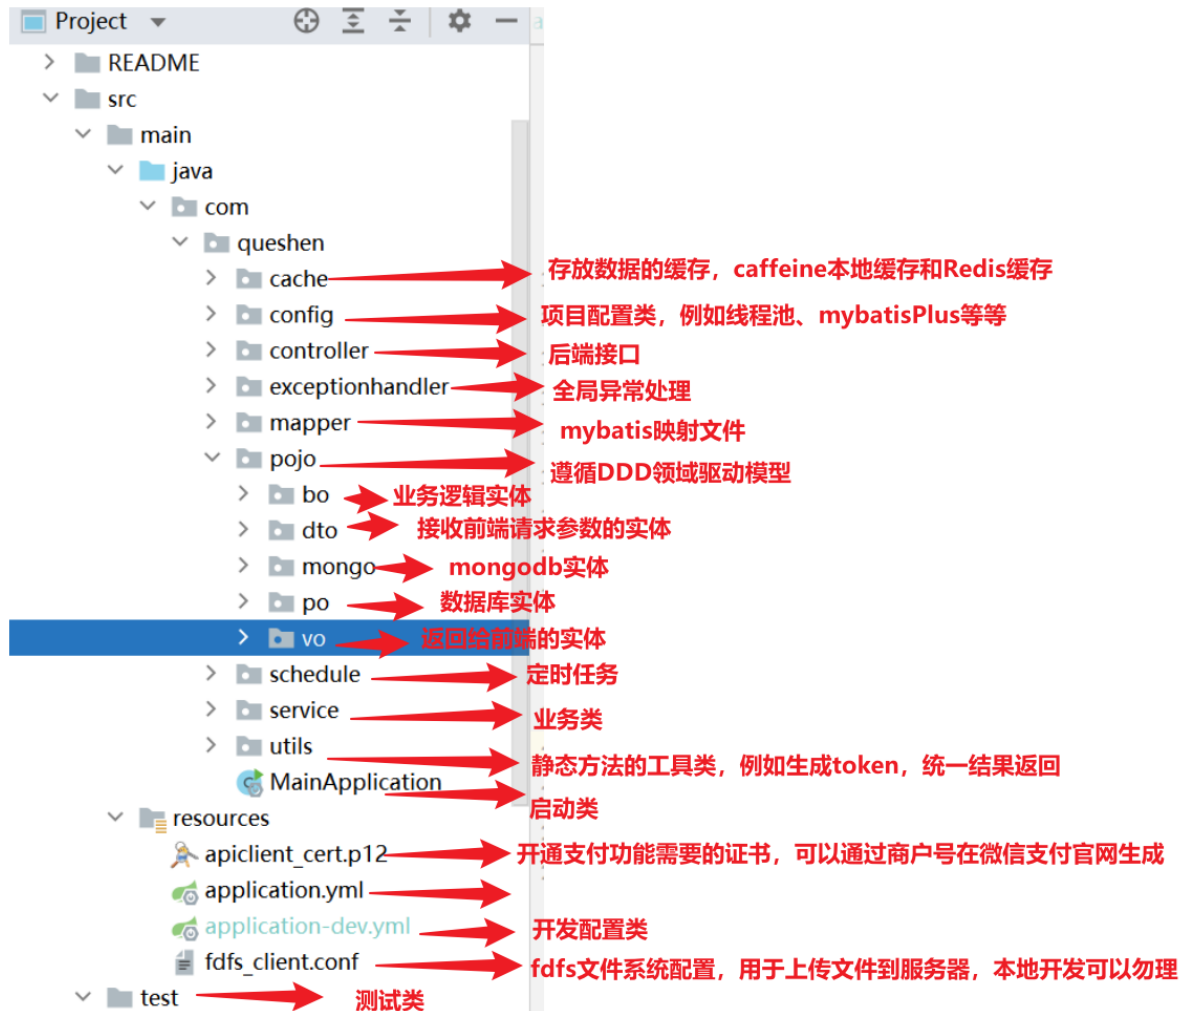 Project
README
src
main
java
com
queshen
cache 存放数据的缓存，caffeine本地缓存和Redis缓存
config 项目配置类，例如线程池、mybatisPlus等等
controller 后端接口
exceptionhandler 全局异常处理
mapper mybatis映射文件
pojo 遵循DDD领域驱动模型
bo 业务逻辑实体
dto 接收前端请求参数的实体
mongo mongodb实体
po 数据库实体
vo 返回给前端的实体
schedule 定时任务
service 业务类
utils 静态方法的工具类，例如生成token，统一结果返回
MainApplication 启动类
resources
apiclient_cert.p12 开通支付功能需要的证书，可以通过商户号在微信支付官网生成
application.yml
application-dev.yml 开发配置类
fdfs_client.conf fdfs文件系统配置，用于上传文件到服务器，本地开发可以勿理
test 测试类